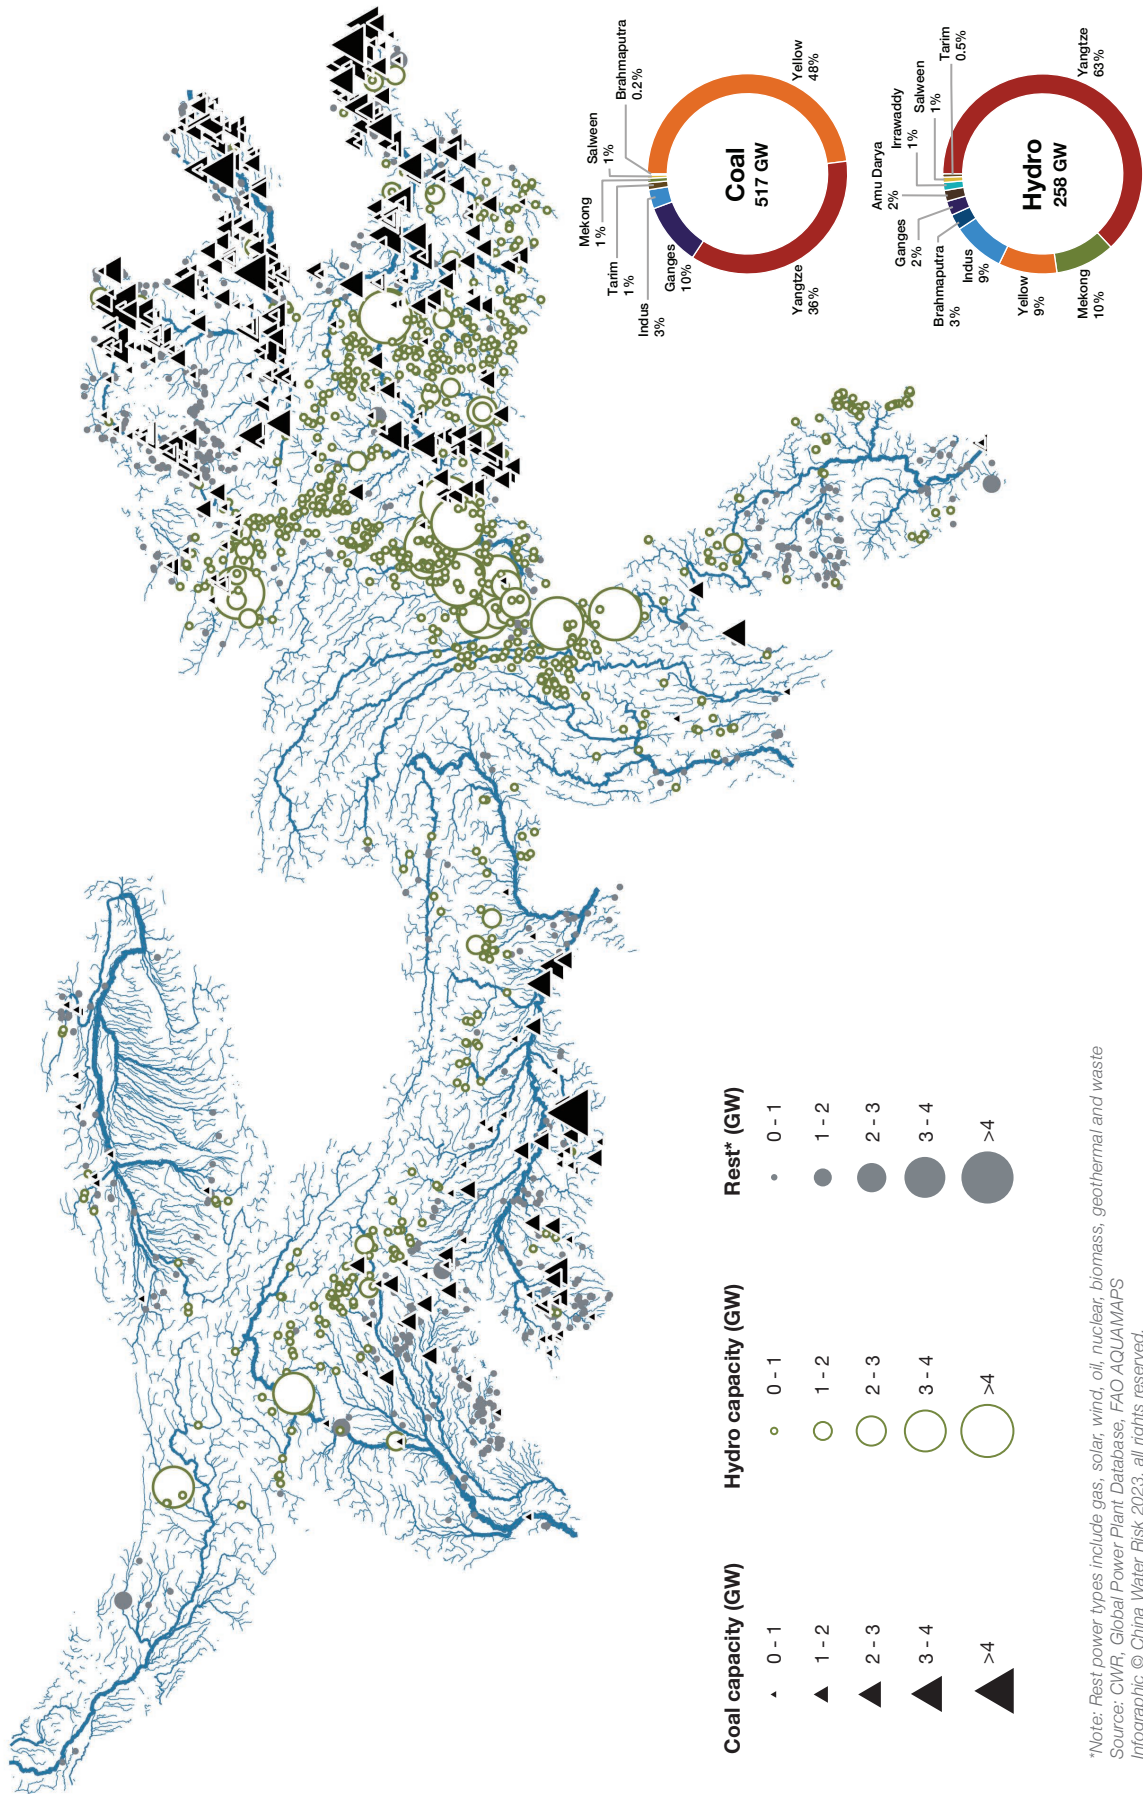 Coal
517 GW
Yellow
48%
Yangtze
36%
Ganges
10%
Indus
3%
Tarim
1%
Mekong
1%
Salween
1%
Brahmaputra
0.2%
Hydro
258 GW
Yangtze
63%
Mekong
10%
Yellow
9%
Indus
9%
Brahmaputra
3%
Ganges
2%
Amu Darya
2%
Irrawaddy
1%
Salween
1%
Tarim
0.5%
Coal capacity (GW)
0 - 1
1 - 2
2 - 3
3 - 4
>4
Hydro capacity (GW)
0 - 1
1 - 2
2 - 3
3 - 4
>4
Rest* (GW)
0 - 1
1 - 2
2 - 3
3 - 4
>4
*Note: Rest power types include gas, solar, wind, oil, nuclear, biomass, geothermal and waste
Source: CWR, Global Power Plant Database, FAO AQUAMAPS
Infographic © China Water Risk 2023, all rights reserved.